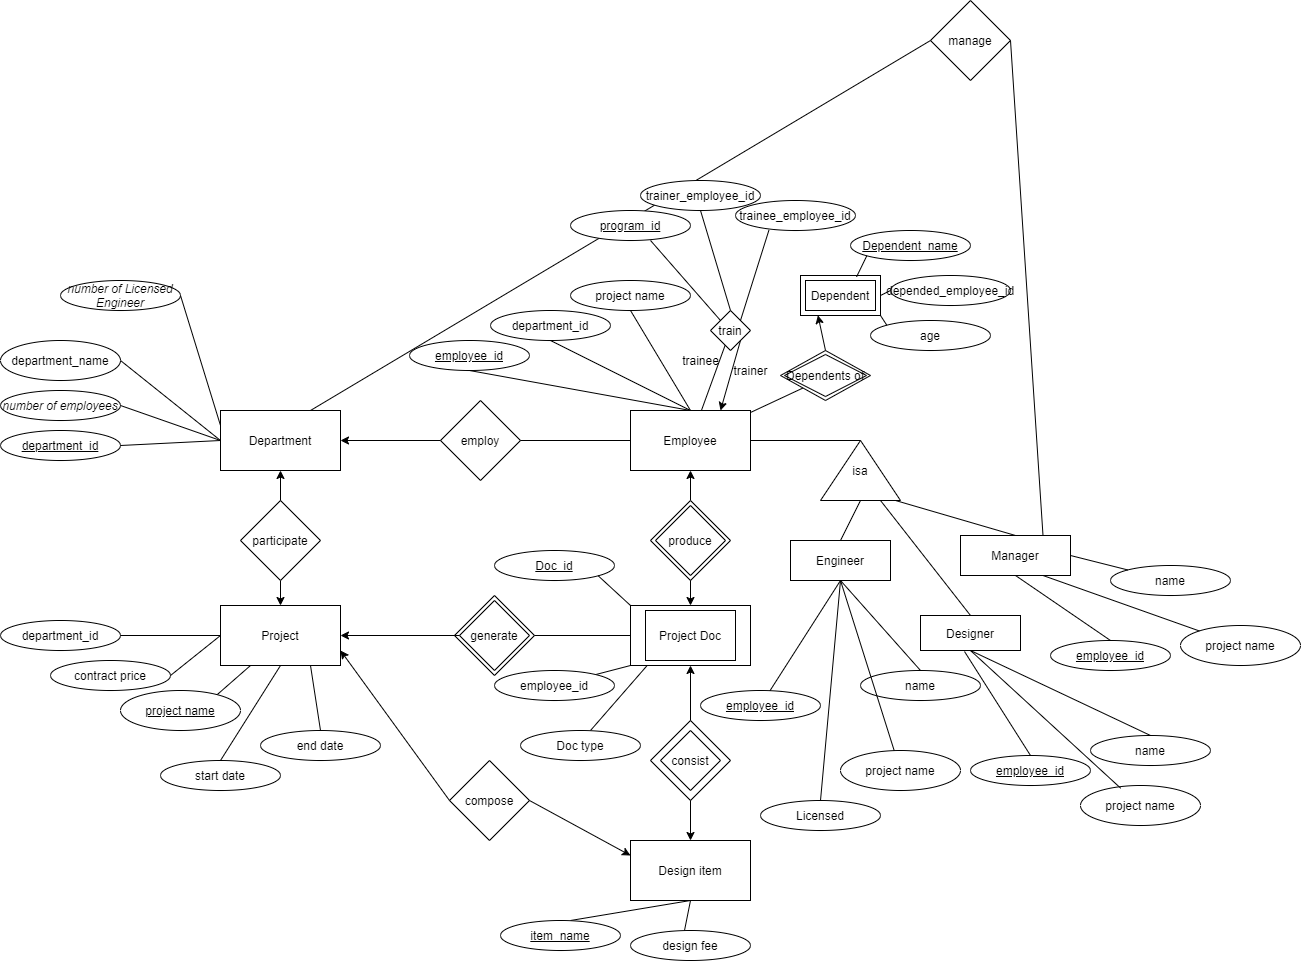 manage
trainer_employee_id
trainee_employee_id
program_id
Dependent_name
number of Licensed
Engineer
project name
Dependent
depended_employee_id
department_id
train
age
department_name
employee_id
trainee
trainer
Dependents of
number of employees
department_id
Department
employ
Employee
isa
participate
produce
Engineer
Manager
Doc_id
name
department_id
Project
generate
Project Doc
Designer
project name
contract price
employee_id
employee_id
name
project name
employee_id
end date
Doc type
name
start date
consist
project name
employee_id
compose
Licensed
project name
Design item
item_name
design fee